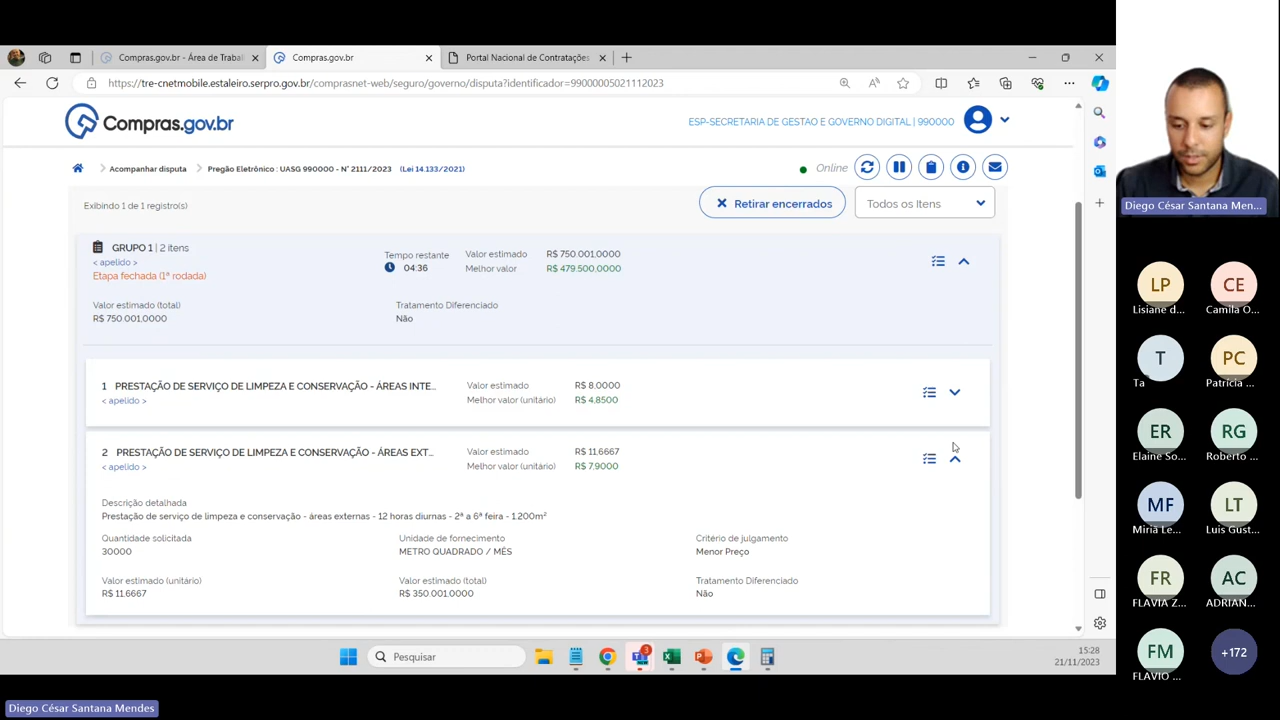 Compras.gov.br - Área de Trabal
Compras.gov.br
Portal Nacional de Contratações
https://tre-cnetmobile.estaleiro.serpro.gov.br/comprasnet-web/seguro/governo/disputa?identificador=99000005021112023
Compras.gov.br
ESP-SECRETARIA DE GESTAO E GOVERNO DIGITAL | 990000
Acompanhar disputa
Pregão Eletrônico : UASG 990000 - N° 2111/2023 (Lei 14.133/2021)
Online
Exibindo 1 de 1 registro(s)
Retirar encerrados
Todos os Itens
GRUPO 1 | 2 itens
< apelido >
Etapa fechada (1ª rodada)
Tempo restante
04:36
Valor estimado R$ 750.001,0000
Melhor valor R$ 479.500,0000
Valor estimado (total)
R$ 750.001,0000
Tratamento Diferenciado
Não
1 PRESTAÇÃO DE SERVIÇO DE LIMPEZA E CONSERVAÇÃO - ÁREAS INTE...
< apelido >
Valor estimado R$ 8,0000
Melhor valor (unitário) R$ 4,8500
2 PRESTAÇÃO DE SERVIÇO DE LIMPEZA E CONSERVAÇÃO - ÁREAS EXT...
< apelido >
Valor estimado R$ 11,6667
Melhor valor (unitário) R$ 7,9000
Descrição detalhada
Prestação de serviço de limpeza e conservação - áreas externas - 12 horas diurnas - 2ª a 6ª feira - 1.200m²
Quantidade solicitada
30000
Unidade de fornecimento
METRO QUADRADO / MÊS
Critério de julgamento
Menor Preço
Valor estimado (unitário)
R$ 11,6667
Valor estimado (total)
R$ 350.001,0000
Tratamento Diferenciado
Não
Pesquisar
3
15:28
21/11/2023
Diego César Santana Mendes
Diego César Santana Men...
LP
Lisiane d...
CE
Camila O...
T
Ta
PC
Patrícia ...
ER
Elaine So...
RG
Roberto ...
MF
Miriã Le...
LT
Luis Gust...
FR
FLAVIA Z...
AC
ADRIAN...
FM
FLAVIO ...
+172